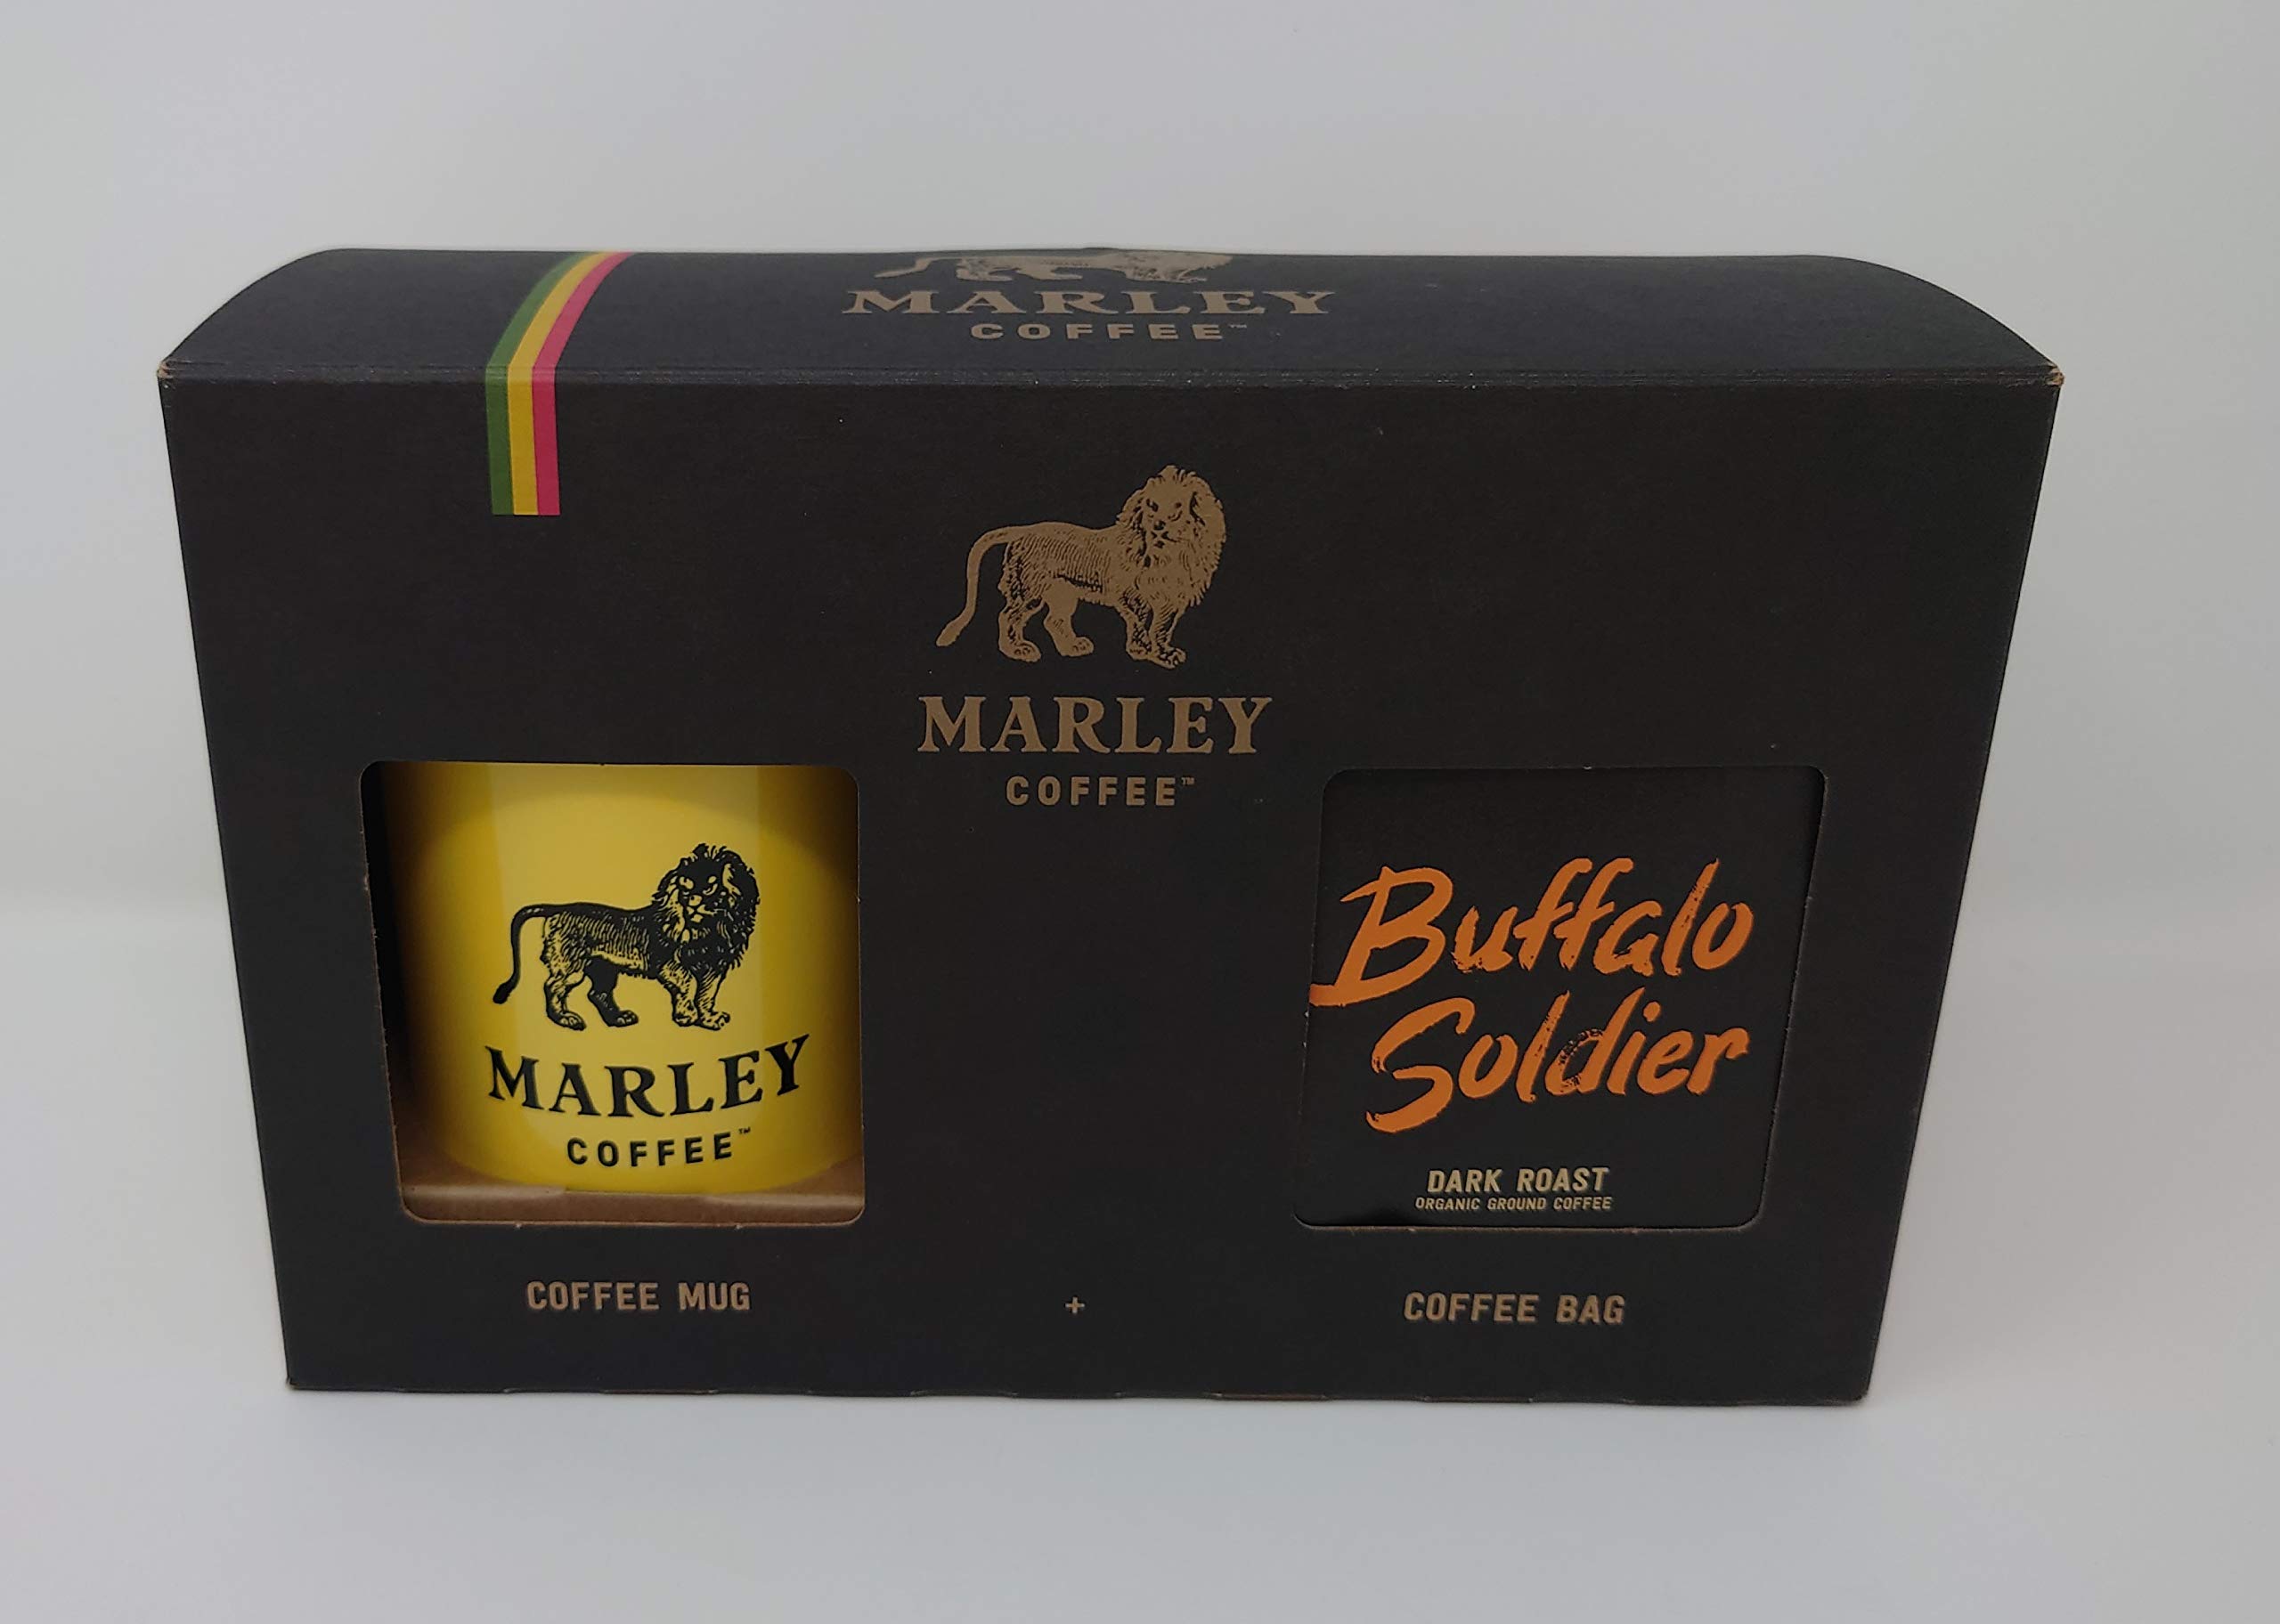 MARLEY
COFFEE™
MARLEY
COFFEE™
MARLEY
COFFEE™
Buffalo
Soldier
DARK ROAST
ORGANIC GROUND COFFEE
COFFEE MUG
+
COFFEE BAG